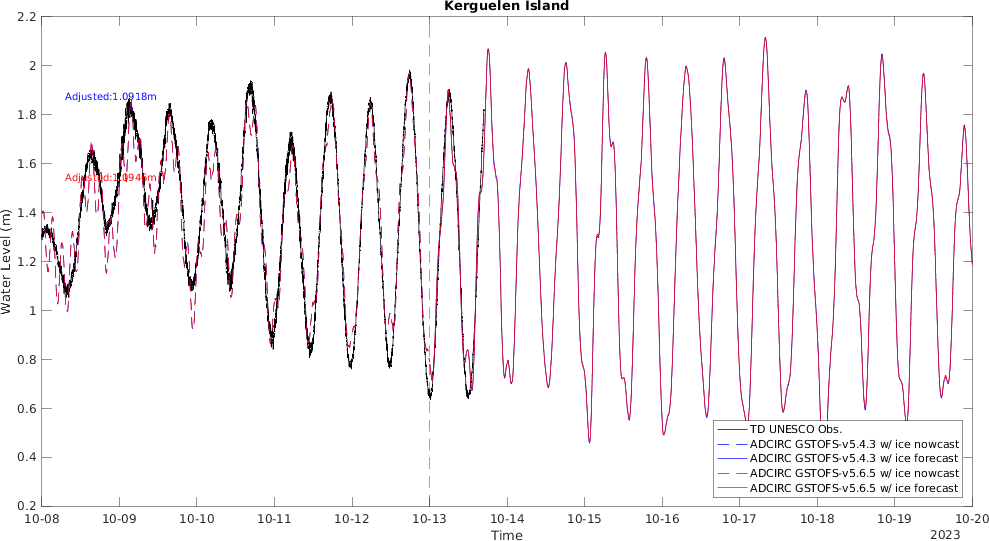 Kerguelen Island
2.2
2
1.8
1.6
1.4
1.2
1
0.8
0.6
0.4
0.2
Water Level (m)
Adjusted:1.0918m
Adjusted:1.0945m
TD UNESCO Obs.
ADCIRC GSTOFS-v5.4.3 w/ ice nowcast
ADCIRC GSTOFS-v5.4.3 w/ ice forecast
ADCIRC GSTOFS-v5.6.5 w/ ice nowcast
ADCIRC GSTOFS-v5.6.5 w/ ice forecast
10-08 10-09 10-10 10-11 10-12 10-13 10-14 10-15 10-16 10-17 10-18 10-19 10-20
Time
2023